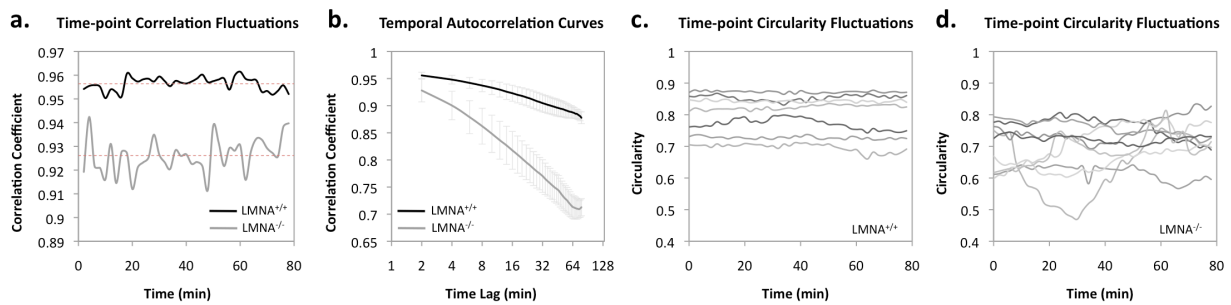 a. Time-point Correlation Fluctuations
Correlation Coefficient
0.97
0.96
0.95
0.94
0.93
0.92
0.91
0.9
0.89
LMNA+/+
LMNA-/-
0 20 40 60 80
Time (min)
b. Temporal Autocorrelation Curves
Correlation Coefficient
1
0.95
0.9
0.85
0.8
0.75
0.7
0.65
LMNA+/+
LMNA-/-
1 2 4 8 16 32 64 128
Time Lag (min)
c. Time-point Circularity Fluctuations
Circularity
1
0.9
0.8
0.7
0.6
0.5
0.4
LMNA+/+
0 20 40 60 80
Time (min)
d. Time-point Circularity Fluctuations
Circularity
1
0.9
0.8
0.7
0.6
0.5
0.4
LMNA-/-
0 20 40 60 80
Time (min)